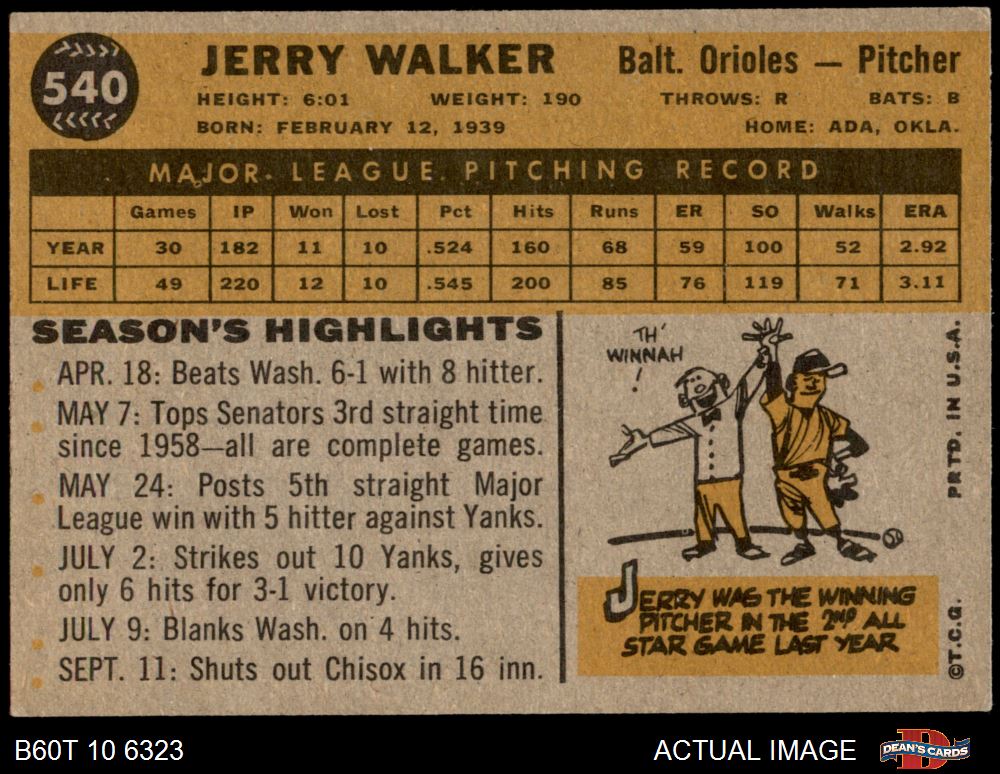 540
JERRY WALKER
Balt. Orioles — Pitcher
HEIGHT: 6:01 WEIGHT: 190 THROWS: R BATS: B
BORN: FEBRUARY 12, 1939 HOME: ADA, OKLA.
MAJOR LEAGUE PITCHING RECORD
Games IP Won Lost Pct Hits Runs ER SO Walks ERA
YEAR 30 182 11 10 .524 160 68 59 100 52 2.92
LIFE 49 220 12 10 .545 200 85 76 119 71 3.11
SEASON'S HIGHLIGHTS
APR. 18: Beats Wash. 6-1 with 8 hitter.
MAY 7: Tops Senators 3rd straight time
since 1958—all are complete games.
MAY 24: Posts 5th straight Major
League win with 5 hitter against Yanks.
JULY 2: Strikes out 10 Yanks, gives
only 6 hits for 3-1 victory.
JULY 9: Blanks Wash. on 4 hits.
SEPT. 11: Shuts out Chisox in 16 inn.
TH'
WINNAH
!
JERRY WAS THE WINNING
PITCHER IN THE 2ND ALL
STAR GAME LAST YEAR
PRTD. IN U.S.A.
©T.C.G.
B60T 10 6323
ACTUAL IMAGE
DEAN'S CARDS